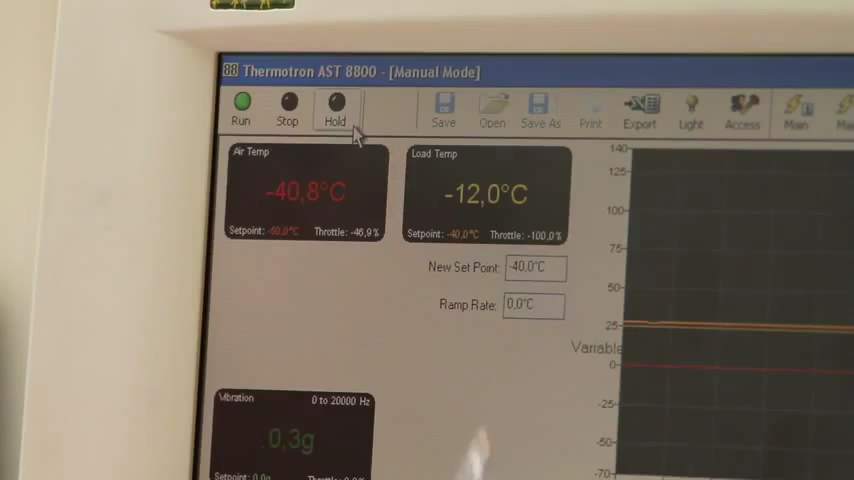 Thermotron AST 8800 - [Manual Mode]
Run Stop Hold Save Open Save As Print Export Light Access Main
Air Temp
-40,8°C
Setpoint: -50,0°C Throttle: -46,9%
Load Temp
-12,0°C
Setpoint: -40,0°C Throttle: -100,0%
New Set Point: -40,0°C
Ramp Rate: 0,0°C
Vibration 0 to 20000 Hz
0,3g
Setpoint: 0,0g
140
125
100
75
50
25
Variable
0
-25
-50
-70